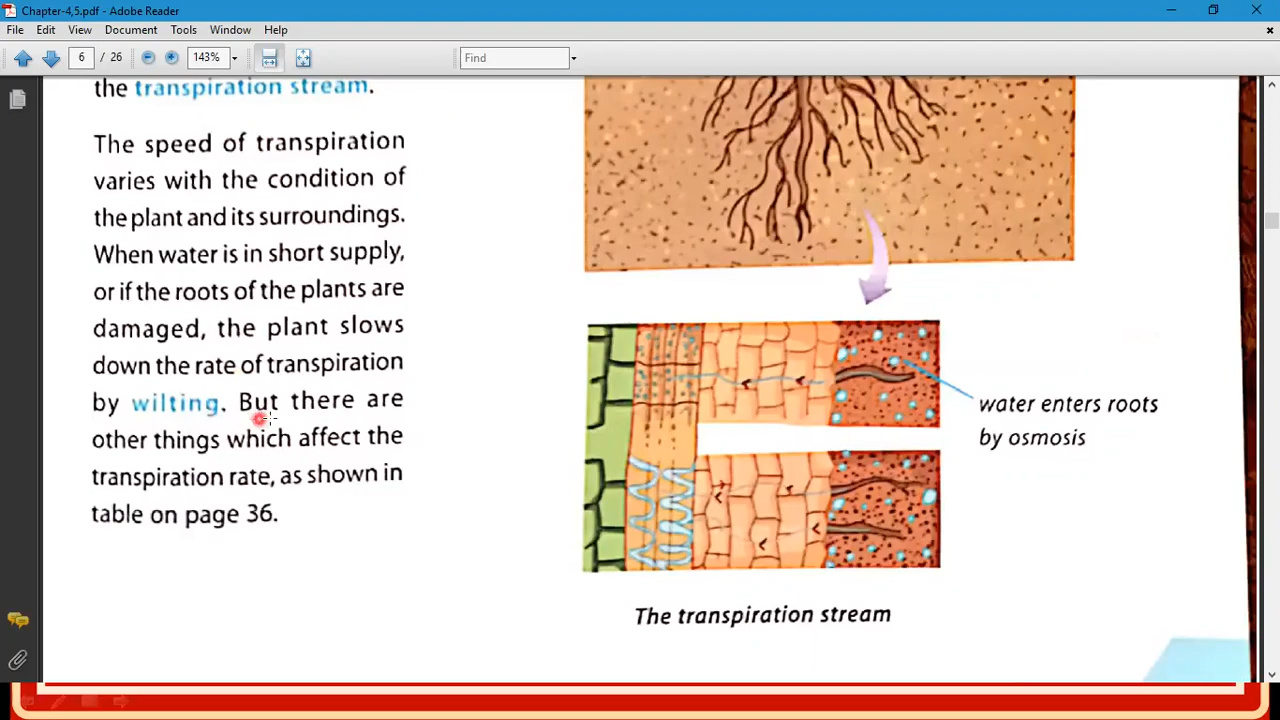 Chapter-4,5.pdf - Adobe Reader
File Edit View Document Tools Window Help
6 / 26 143% Find
the transpiration stream.
The speed of transpiration
varies with the condition of
the plant and its surroundings.
When water is in short supply,
or if the roots of the plants are
damaged, the plant slows
down the rate of transpiration
by wilting. But there are
other things which affect the
transpiration rate, as shown in
table on page 36.
water enters roots
by osmosis
The transpiration stream